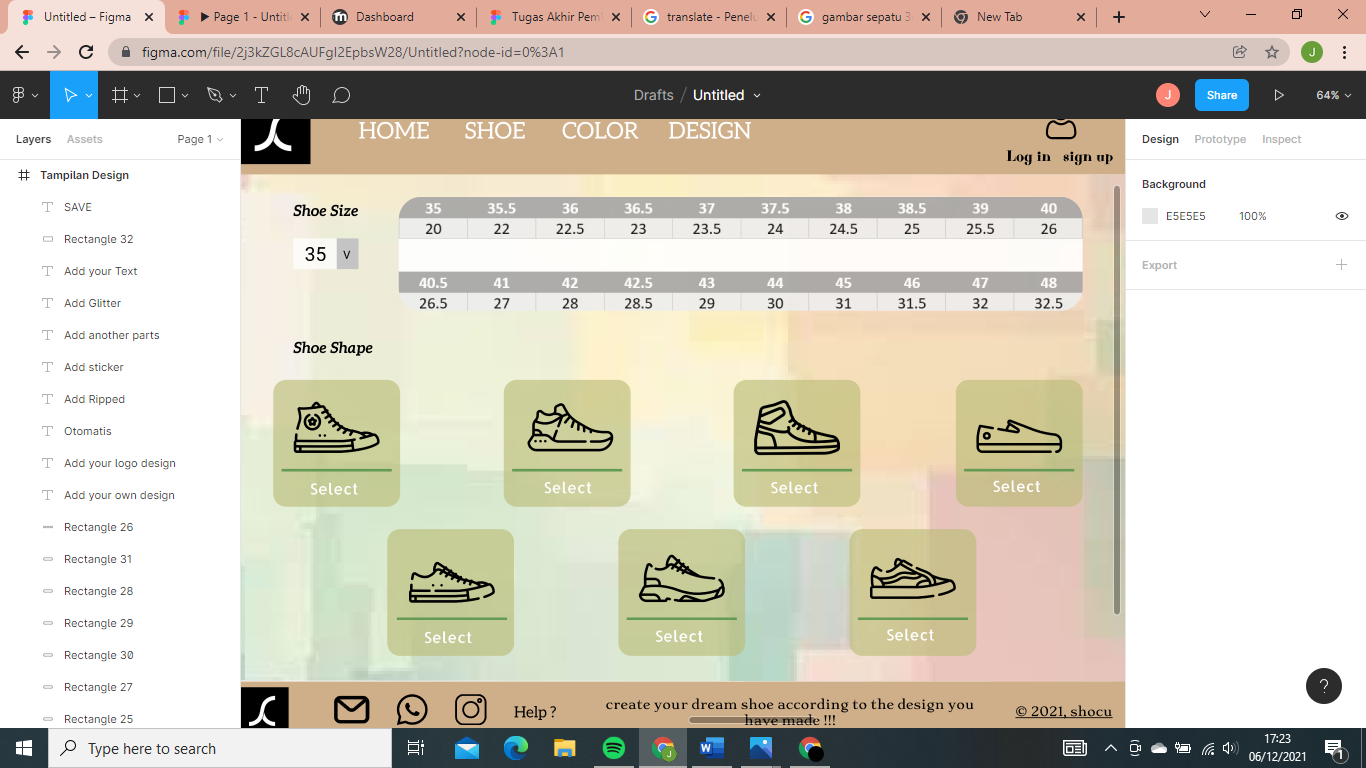 Untitled – Figma
Page 1 - Untitl
Dashboard
Tugas Akhir Pem
translate - Penelu
gambar sepatu 3
New Tab
figma.com/file/2j3kZGL8cAUFgI2EpbsW28/Untitled?node-id=0%3A1
J
Drafts / Untitled
J
Share
64%
Layers
Assets
Page 1
Tampilan Design
SAVE
Rectangle 32
Add your Text
Add Glitter
Add another parts
Add sticker
Add Ripped
Otomatis
Add your logo design
Add your own design
Rectangle 26
Rectangle 31
Rectangle 28
Rectangle 29
Rectangle 30
Rectangle 27
Rectangle 25
HOME SHOE COLOR DESIGN
Log in sign up
Shoe Size
35 v
35 35.5 36 36.5 37 37.5 38 38.5 39 40
20 22 22.5 23 23.5 24 24.5 25 25.5 26
40.5 41 42 42.5 43 44 45 46 47 48
26.5 27 28 28.5 29 30 31 31.5 32 32.5
Shoe Shape
Select Select Select Select
Select Select Select
Help ?
create your dream shoe according to the design you
have made !!!
© 2021, shocu
Design
Prototype
Inspect
Background
E5E5E5 100%
Export
?
Type here to search
17:23
06/12/2021
1